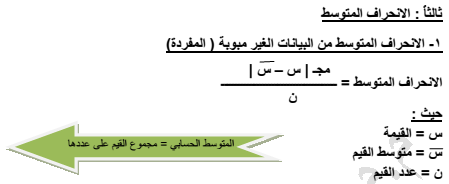 ثالثاً : الانحراف المتوسط
١- الانحراف المتوسط من البيانات الغير مبوبة ( المفردة)
مجـ | س – س̅ |
الانحراف المتوسط = ــــــــــــــــــــ
ن
حيث :
س = القيمة
س̅ = متوسط القيم
ن = عدد القيم
المتوسط الحسابي = مجموع القيم على عددها